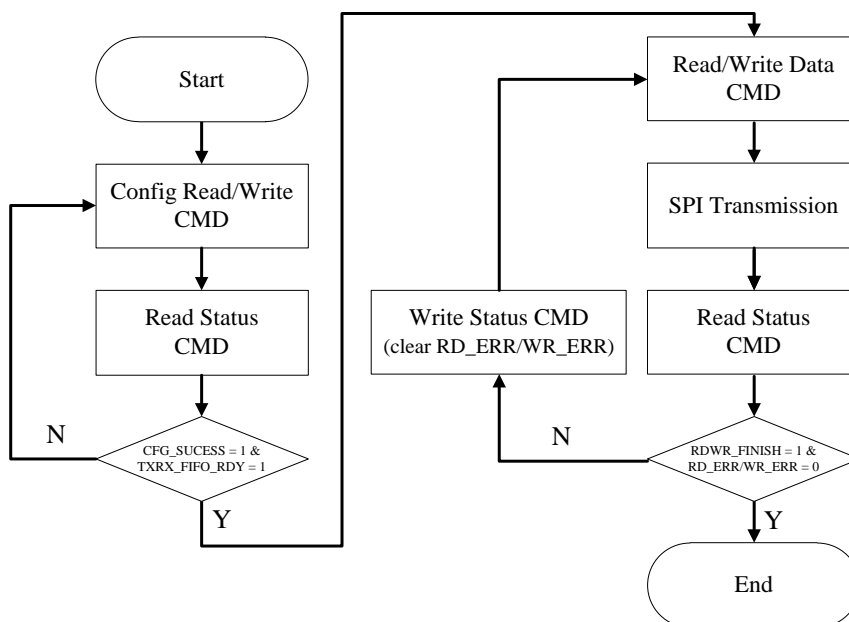 Start
Config Read/Write
CMD
Read Status
CMD
N
CFG_SUCESS = 1 &
TXRX_FIFO_RDY = 1
Y
Read/Write Data
CMD
SPI Transmission
Read Status
CMD
Write Status CMD
(clear RD_ERR/WR_ERR)
N
RDWR_FINISH = 1 &
RD_ERR/WR_ERR = 0
Y
End